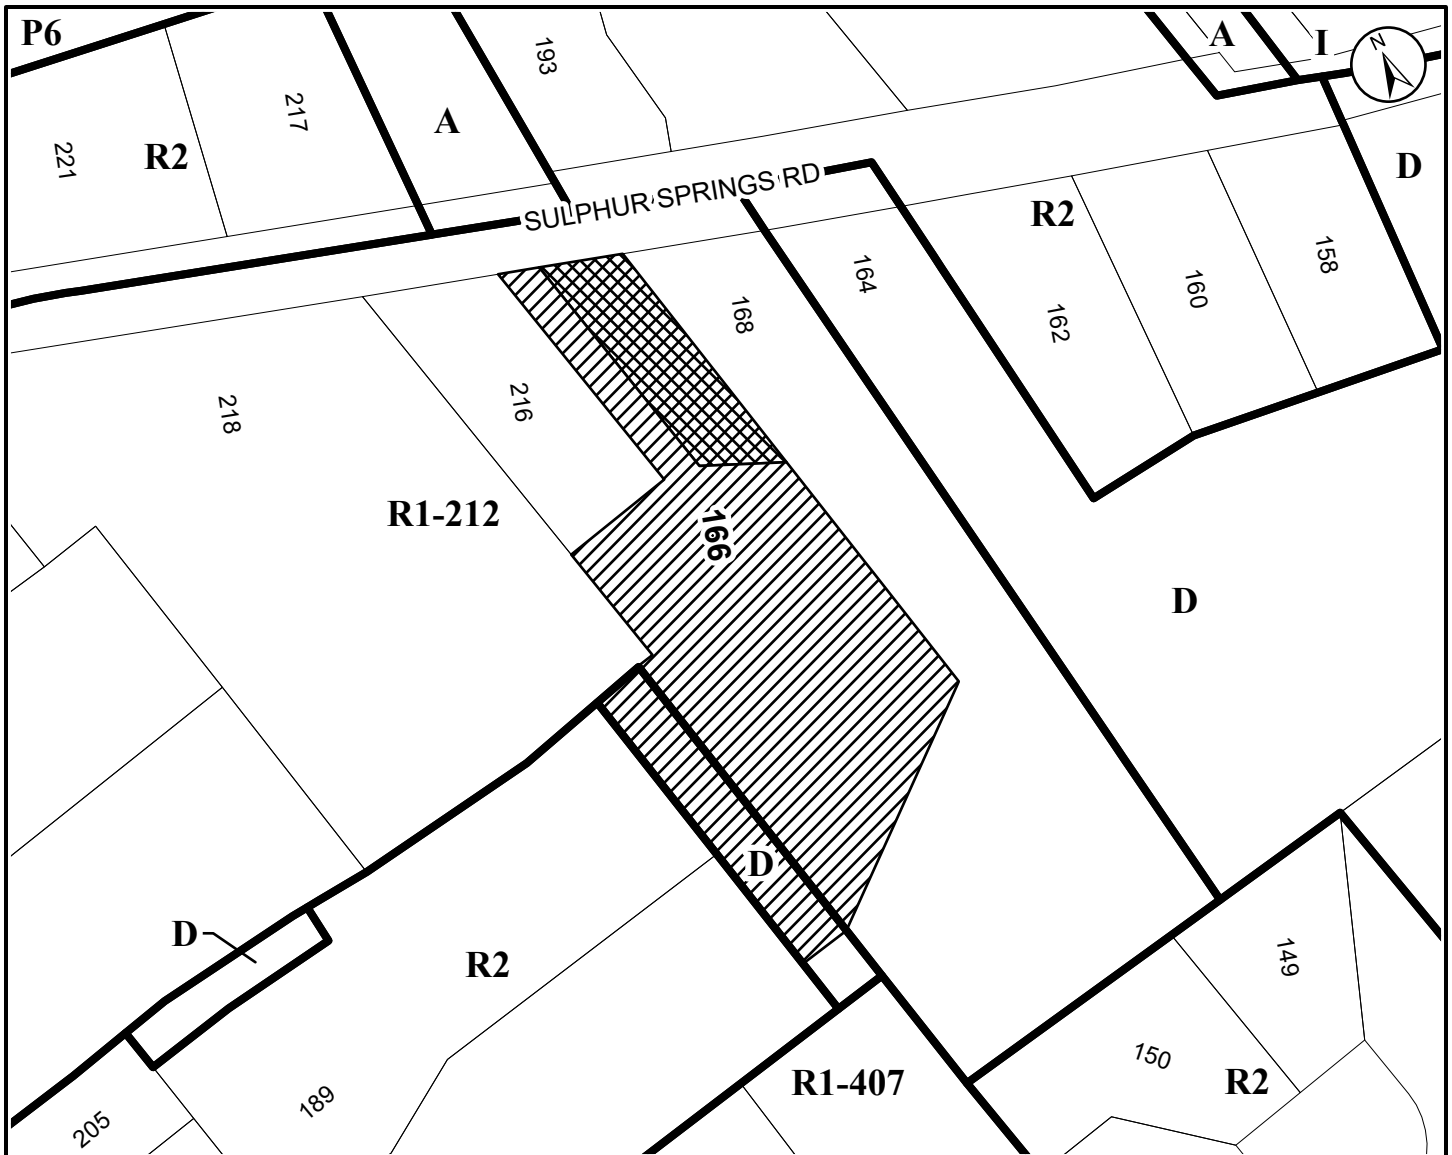 P6
A
I
N
193
217
A
221
R2
D
SULPHUR SPRINGS RD
R2
158
164
160
168
162
216
218
R1-212
166
D
D
D
R2
149
150
R1-407
R2
189
205